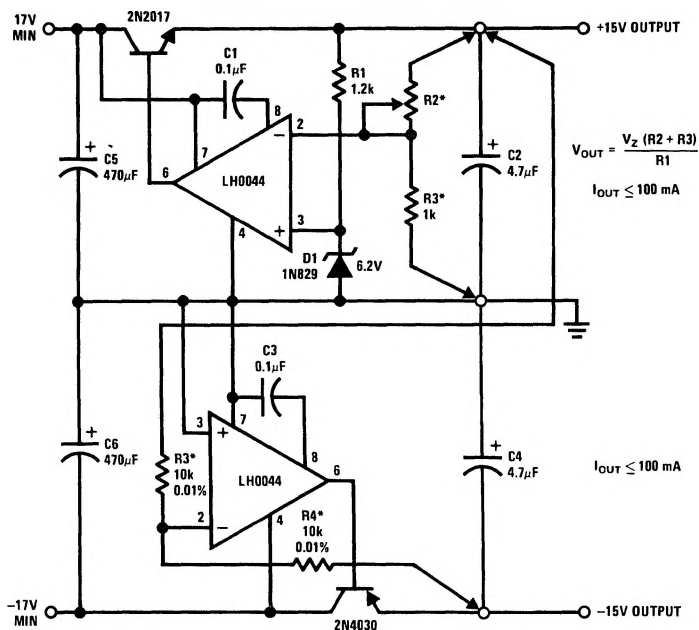 17V
MIN
2N2017
+15V OUTPUT
C1
0.1μF
R1
1.2k
R2*
8
2
−
7
C5
470μF
+
6
LH0044
C2
4.7μF
+
V_OUT = V_Z (R2 + R3) / R1
I_OUT ≤ 100 mA
R3*
1k
4
+
3
D1
1N829
6.2V
C3
0.1μF
3
+
7
8
C6
470μF
+
R3*
10k
0.01%
LH0044
6
C4
4.7μF
+
I_OUT ≤ 100 mA
2
−
4
R4*
10k
0.01%
−17V
MIN
2N4030
−15V OUTPUT